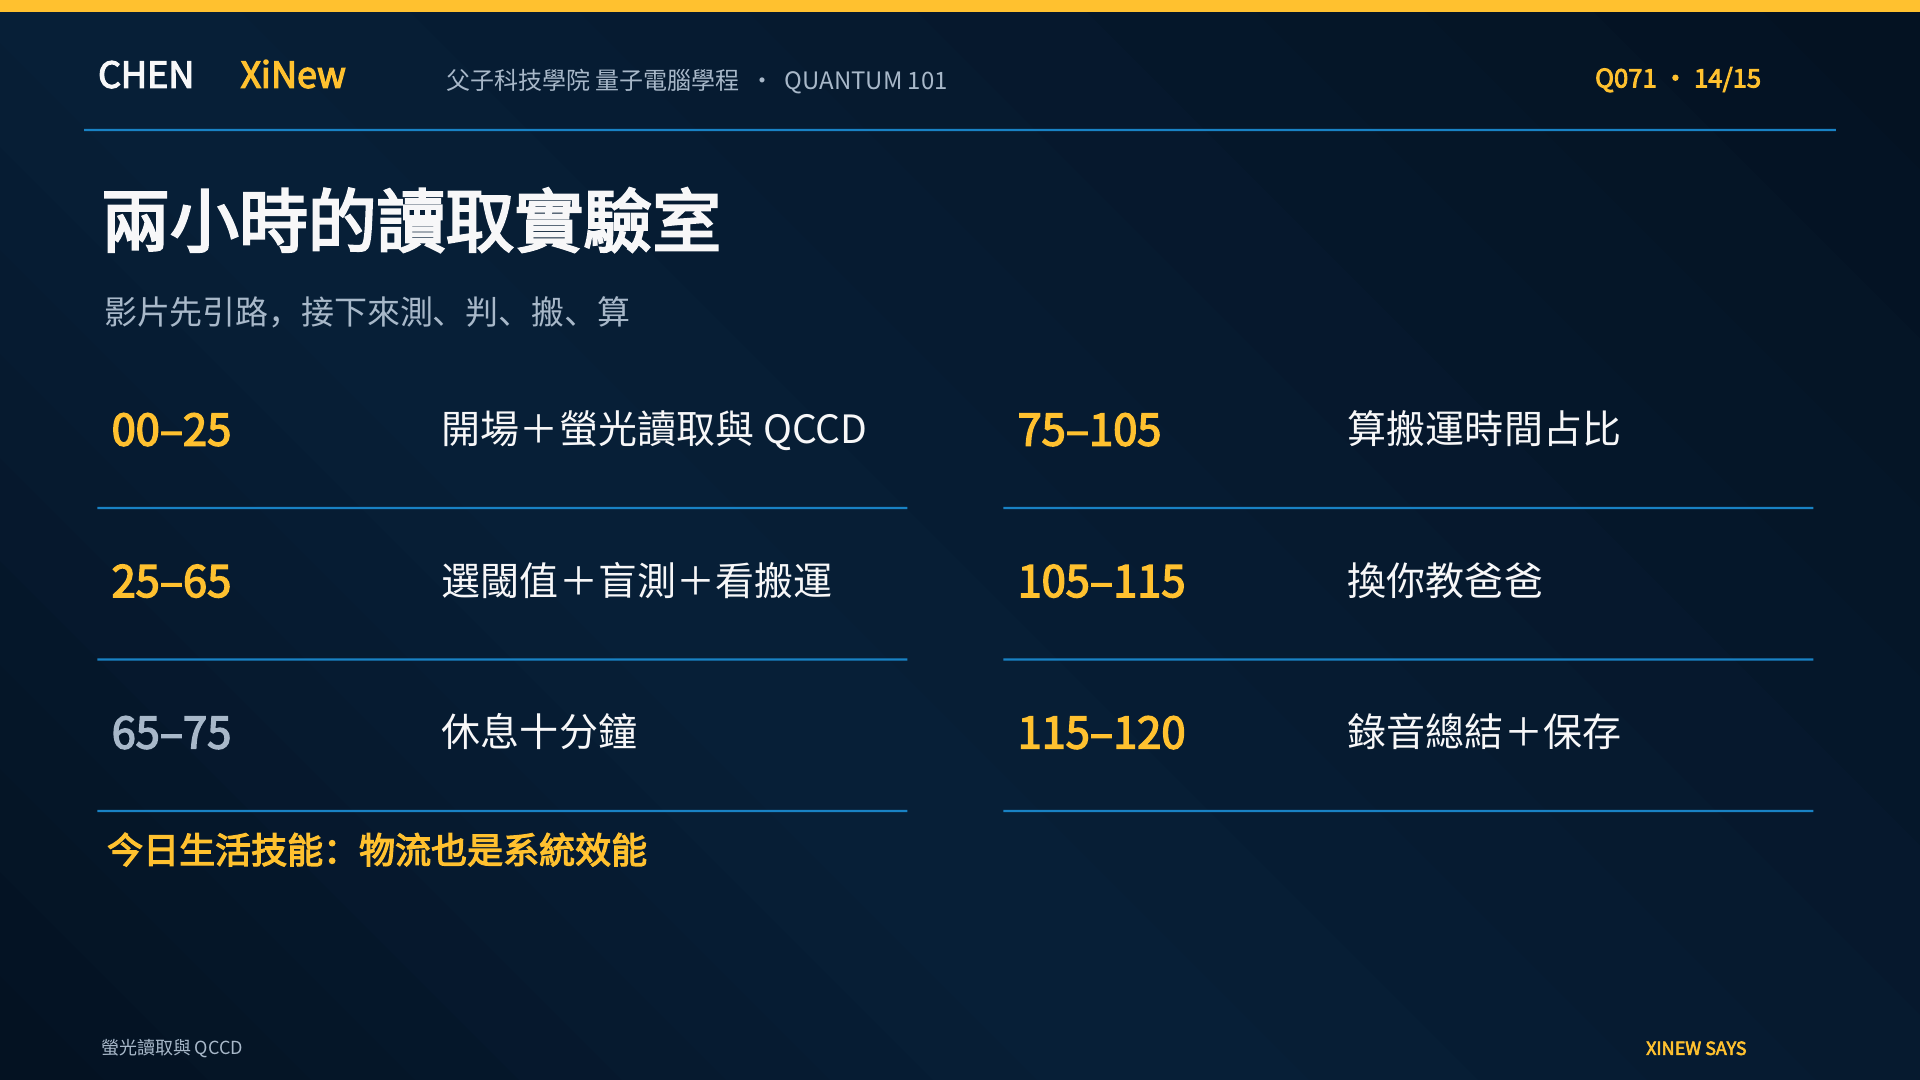 CHEN XiNew 父子科技學院 量子電腦學程 · QUANTUM 101 Q071 · 14/15
兩小時的讀取實驗室
影片先引路，接下來測、判、搬、算
00–25 開場＋螢光讀取與 QCCD
25–65 選閾值＋盲測＋看搬運
65–75 休息十分鐘
75–105 算搬運時間占比
105–115 換你教爸爸
115–120 錄音總結＋保存
今日生活技能：物流也是系統效能
螢光讀取與 QCCD
XINEW SAYS